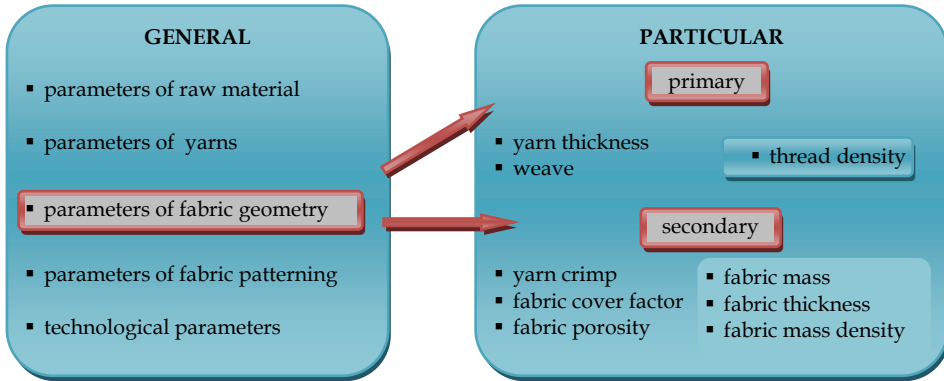 GENERAL
▪ parameters of raw material
▪ parameters of yarns
▪ parameters of fabric geometry
▪ parameters of fabric patterning
▪ technological parameters
PARTICULAR
primary
▪ yarn thickness
▪ weave
▪ thread density
secondary
▪ yarn crimp
▪ fabric cover factor
▪ fabric porosity
▪ fabric mass
▪ fabric thickness
▪ fabric mass density